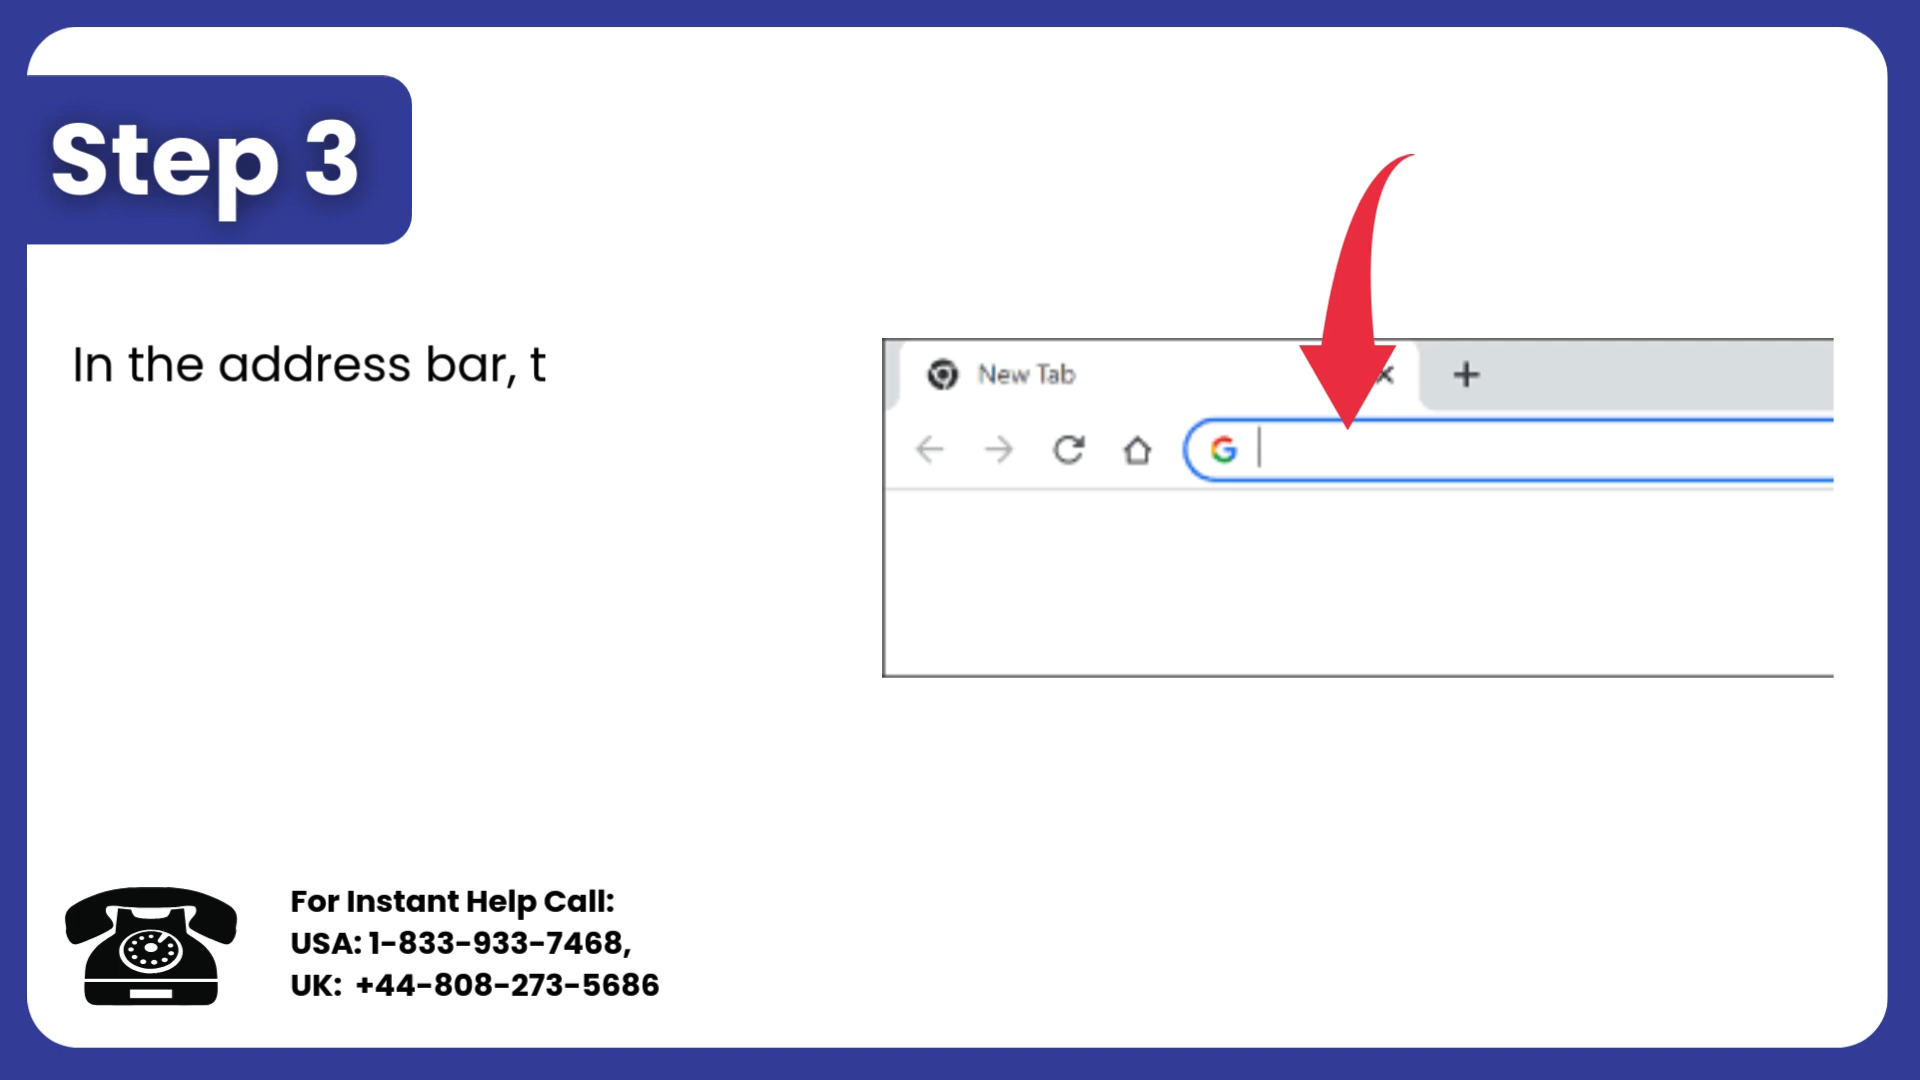 Step 3
In the address bar, t
New Tab
For Instant Help Call:
USA: 1-833-933-7468,
UK: +44-808-273-5686